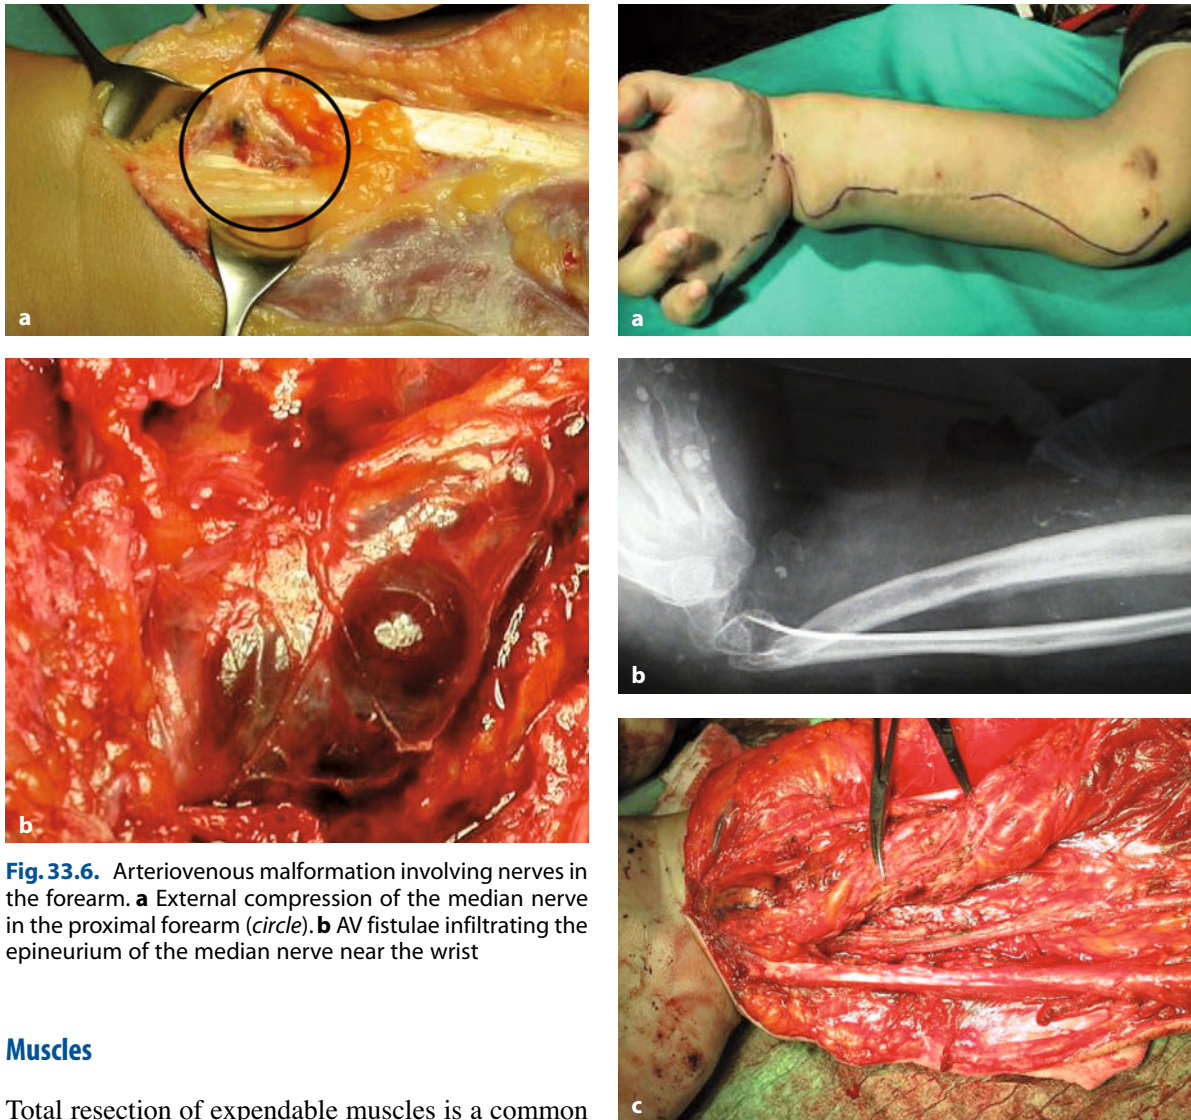 a
b
Fig. 33.6. Arteriovenous malformation involving nerves in
the forearm. a External compression of the median nerve
in the proximal forearm (circle). b AV fistulae infiltrating the
epineurium of the median nerve near the wrist
Muscles
Total resection of expendable muscles is a common
a
b
c